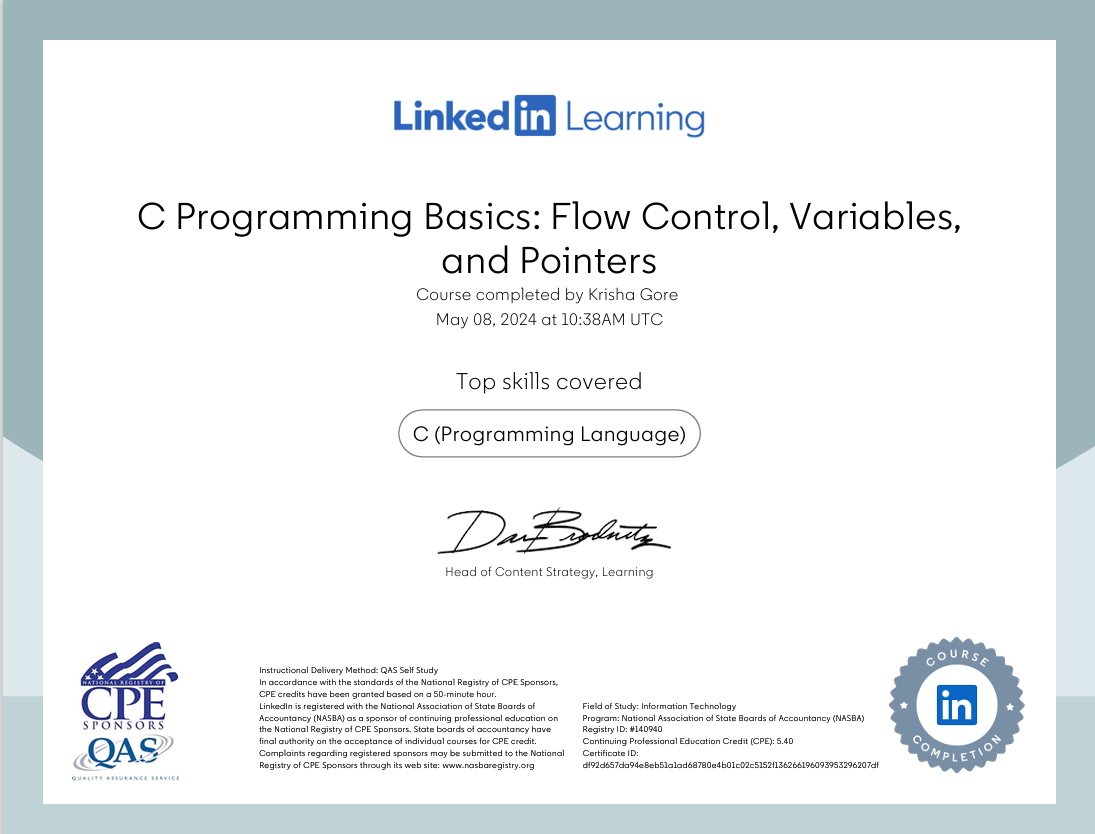 LinkedIn Learning
C Programming Basics: Flow Control, Variables,
and Pointers
Course completed by Krisha Gore
May 08, 2024 at 10:38AM UTC
Top skills covered
C (Programming Language)
Dan Brodnitz
Head of Content Strategy, Learning
NATIONAL REGISTRY OF
CPE
SPONSORS
QAS
QUALITY ASSURANCE SERVICE
Instructional Delivery Method: QAS Self Study
In accordance with the standards of the National Registry of CPE Sponsors,
CPE credits have been granted based on a 50-minute hour.
LinkedIn is registered with the National Association of State Boards of
Accountancy (NASBA) as a sponsor of continuing professional education on
the National Registry of CPE Sponsors. State boards of accountancy have
final authority on the acceptance of individual courses for CPE credit.
Complaints regarding registered sponsors may be submitted to the National
Registry of CPE Sponsors through its web site: www.nasbaregistry.org
Field of Study: Information Technology
Program: National Association of State Boards of Accountancy (NASBA)
Registry ID: #140940
Continuing Professional Education Credit (CPE): 5.40
Certificate ID:
COURSE
in
COMPLETION